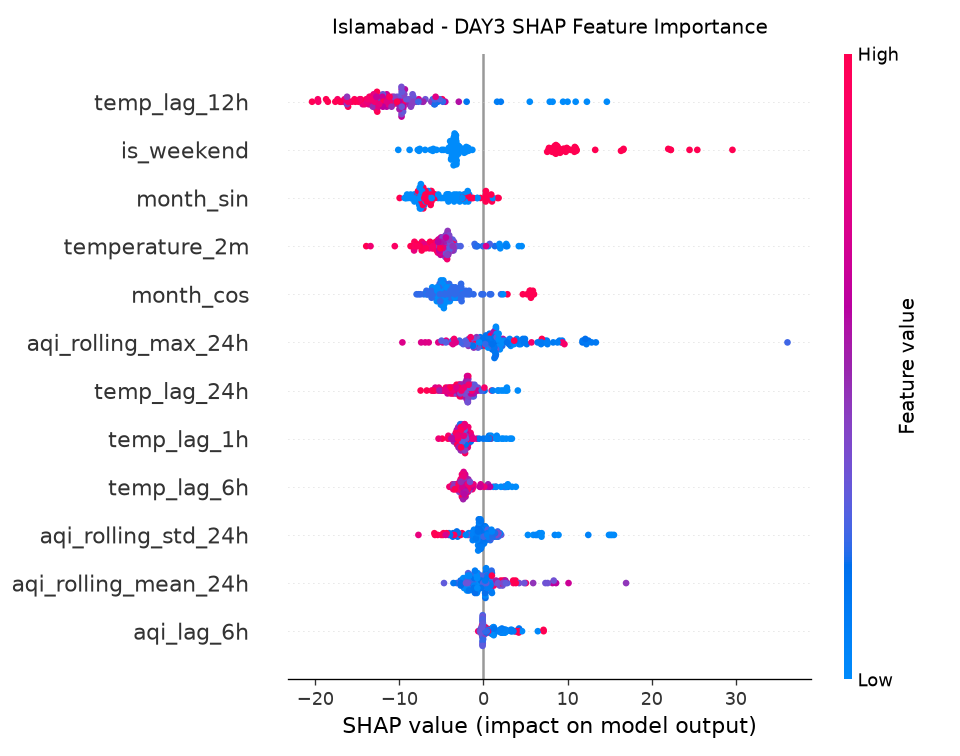 Islamabad - DAY3 SHAP Feature Importance
High
temp_lag_12h
is_weekend
month_sin
temperature_2m
month_cos
aqi_rolling_max_24h
temp_lag_24h
temp_lag_1h
temp_lag_6h
aqi_rolling_std_24h
aqi_rolling_mean_24h
aqi_lag_6h
Feature value
Low
−20 −10 0 10 20 30
SHAP value (impact on model output)